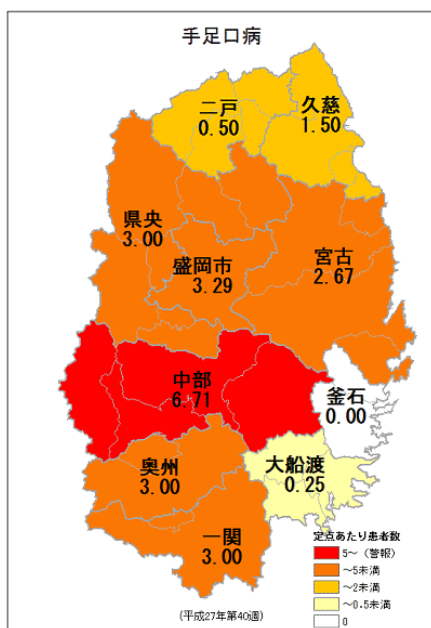 手足口病
二戸
0.50
久慈
1.50
県央
3.00
盛岡市
3.29
宮古
2.67
中部
6.71
釜石
0.00
奥州
3.00
大船渡
0.25
一関
3.00
定点あたり患者数
5～（警報）
～5未満
～2未満
～0.5未満
0
(平成27年第40週)